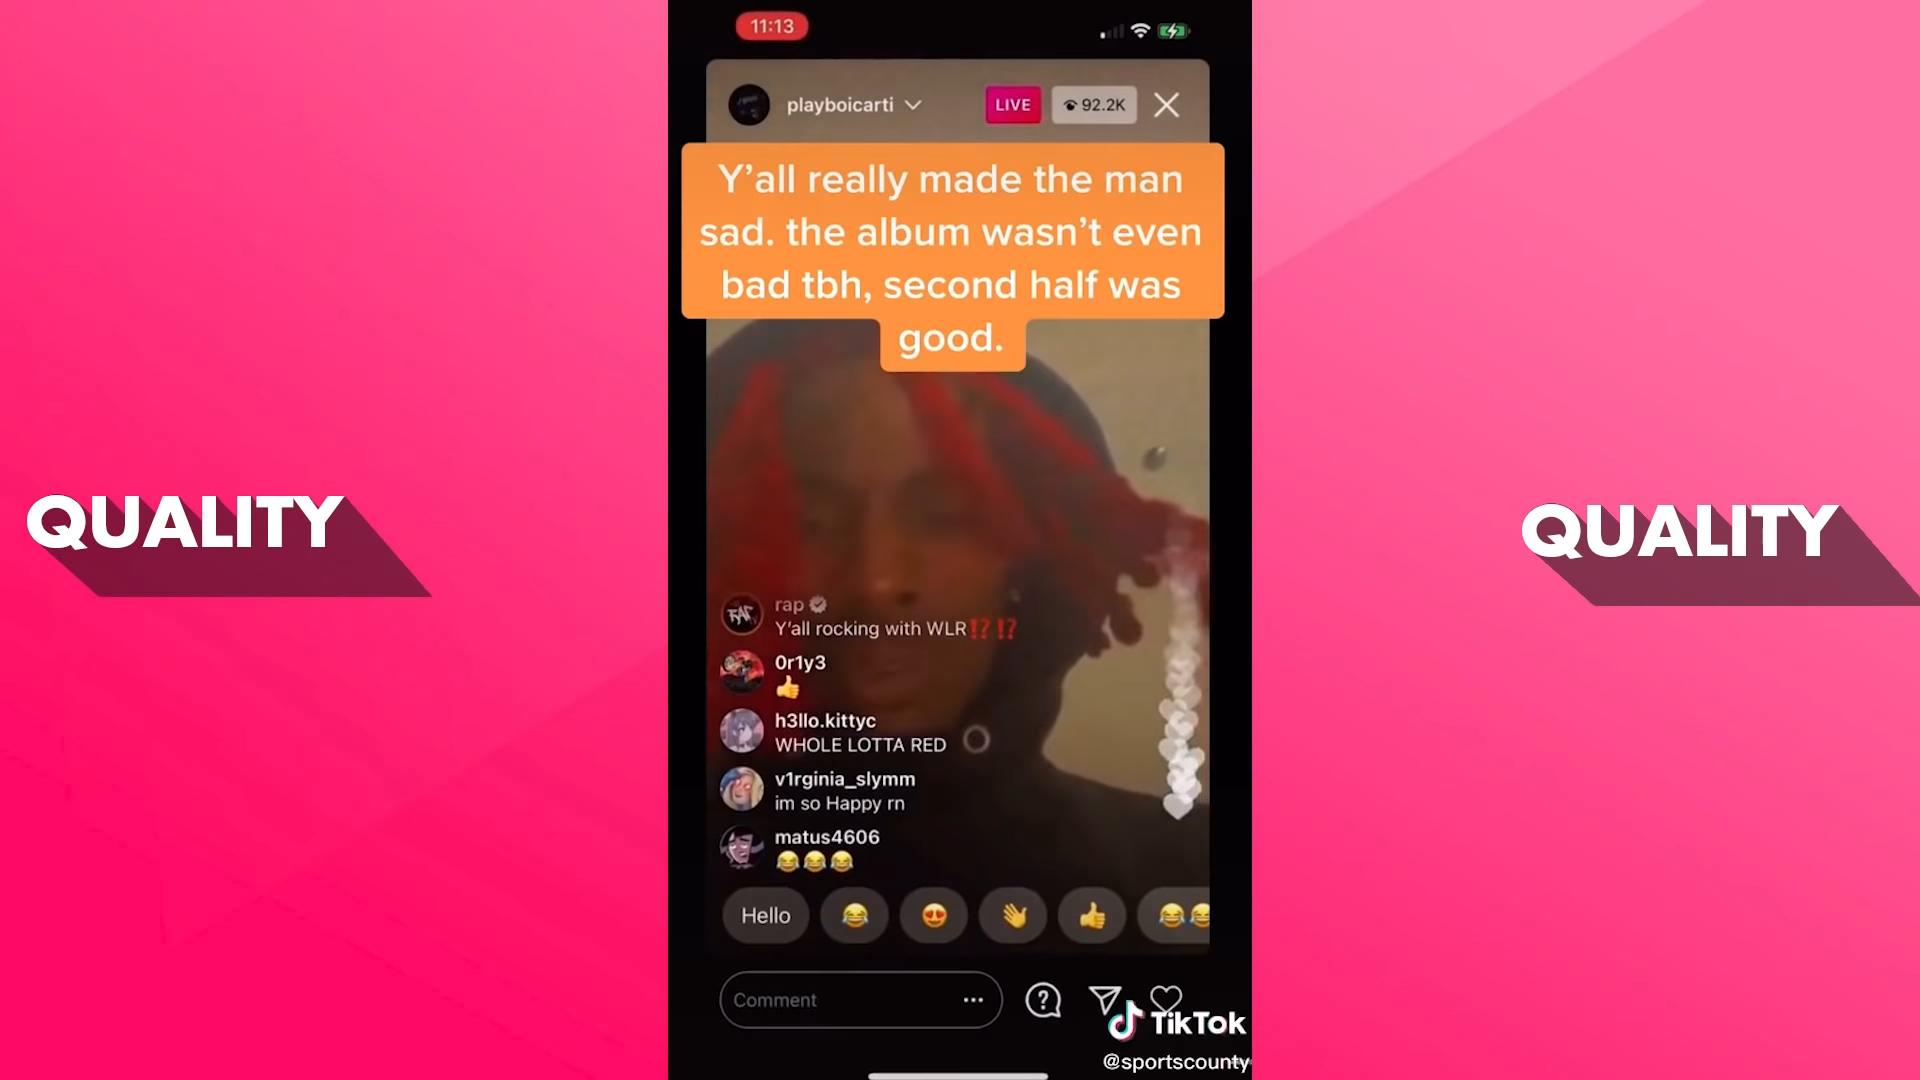 11:13
playboicarti
LIVE
92.2K
Y’all really made the man
sad. the album wasn’t even
bad tbh, second half was
good.
QUALITY
QUALITY
rap
Y’all rocking with WLR⁉️⁉️
0r1y3
👍
h3llo.kittyc
WHOLE LOTTA RED
v1rginia_slymm
im so Happy rn
matus4606
😂😂😂
Hello 😂 😍 👋 👍 😂😂
Comment
TikTok
@sportscounty